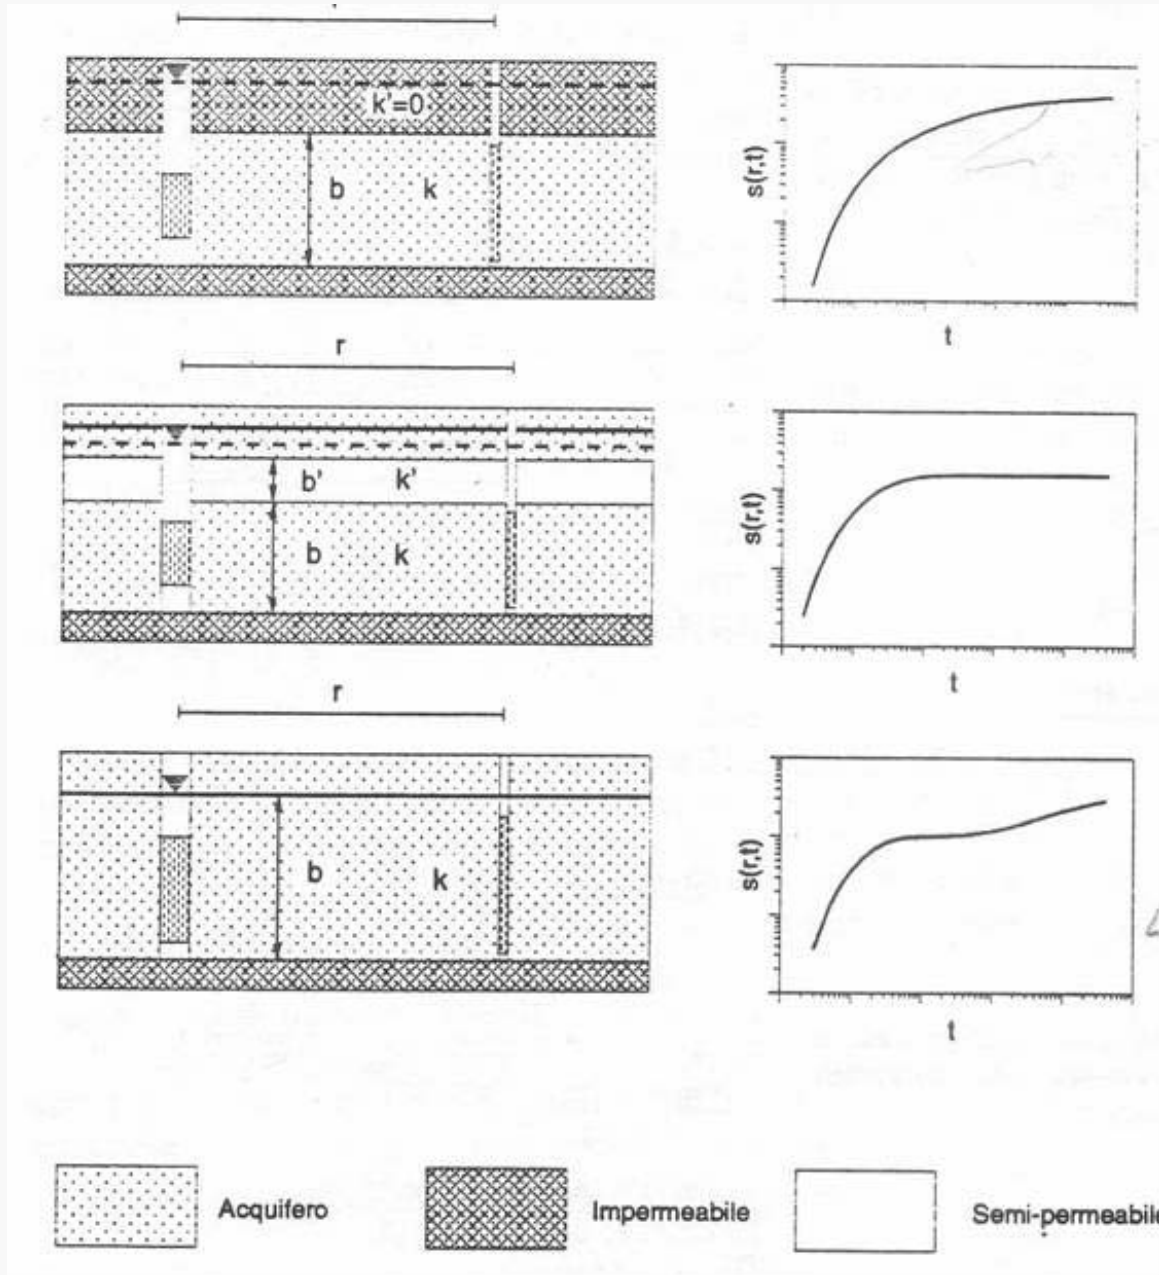 k'=0
b k
s(r,t)
t
r
b' k'
b k
s(r,t)
t
r
b k
s(r,t)
t
Acquifero Impermeabile Semi-permeabile